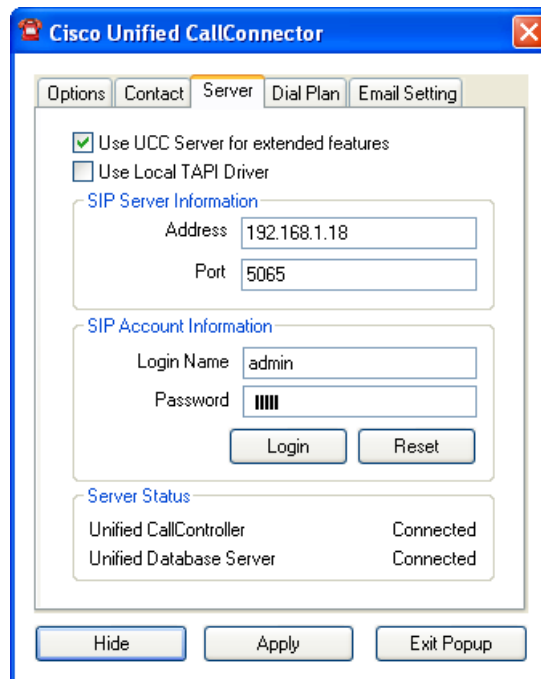 Cisco Unified CallConnector
Options Contact Server Dial Plan Email Setting
Use UCC Server for extended features
Use Local TAPI Driver
SIP Server Information
Address 192.168.1.18
Port 5065
SIP Account Information
Login Name admin
Password
Login Reset
Server Status
Unified CallController Connected
Unified Database Server Connected
Hide Apply Exit Popup